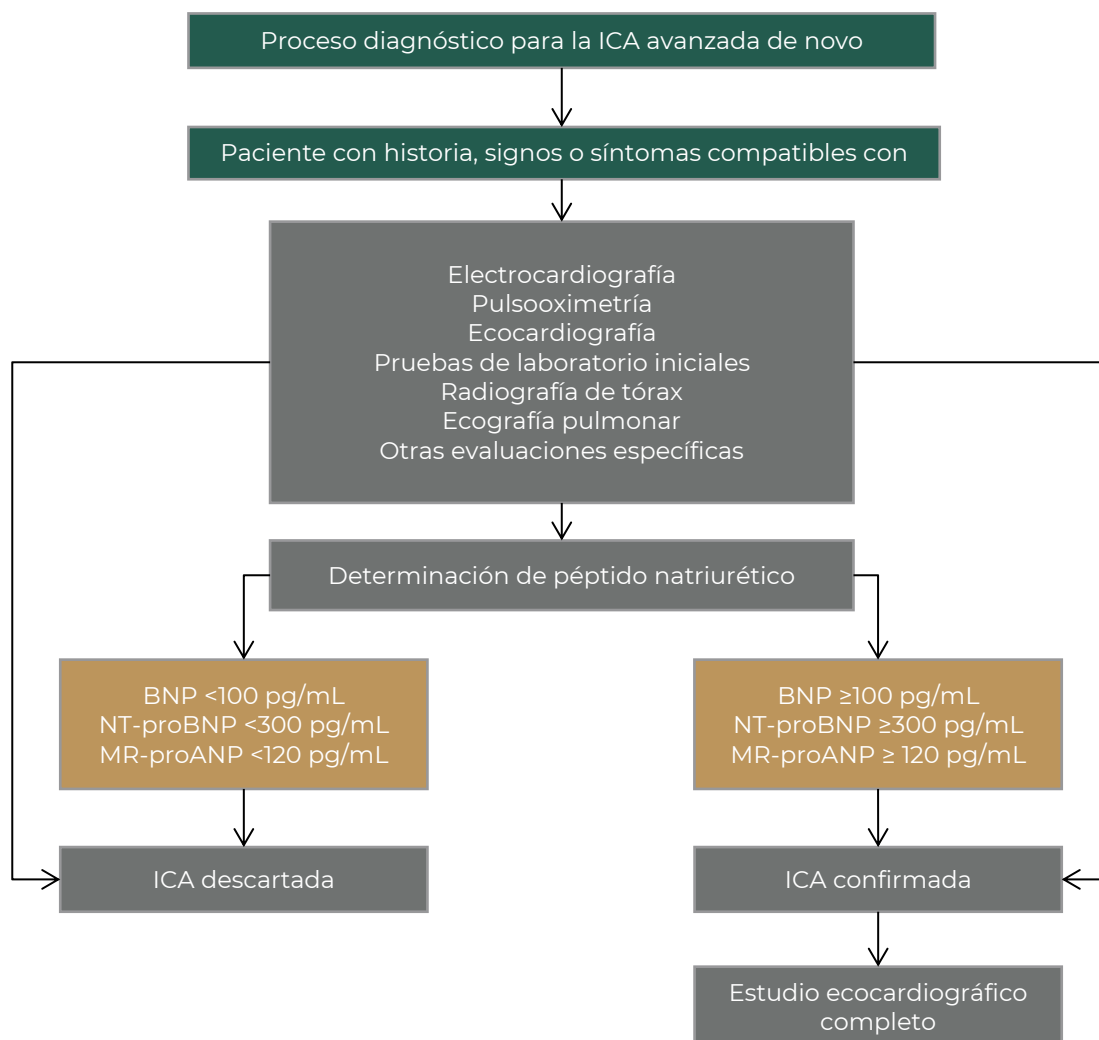 Proceso diagnóstico para la ICA avanzada de novo
Paciente con historia, signos o síntomas compatibles con
Electrocardiografía
Pulsooximetría
Ecocardiografía
Pruebas de laboratorio iniciales
Radiografía de tórax
Ecografía pulmonar
Otras evaluaciones específicas
Determinación de péptido natriurético
BNP <100 pg/mL
NT-proBNP <300 pg/mL
MR-proANP <120 pg/mL
BNP ≥100 pg/mL
NT-proBNP ≥300 pg/mL
MR-proANP ≥ 120 pg/mL
ICA descartada
ICA confirmada
Estudio ecocardiográfico
completo